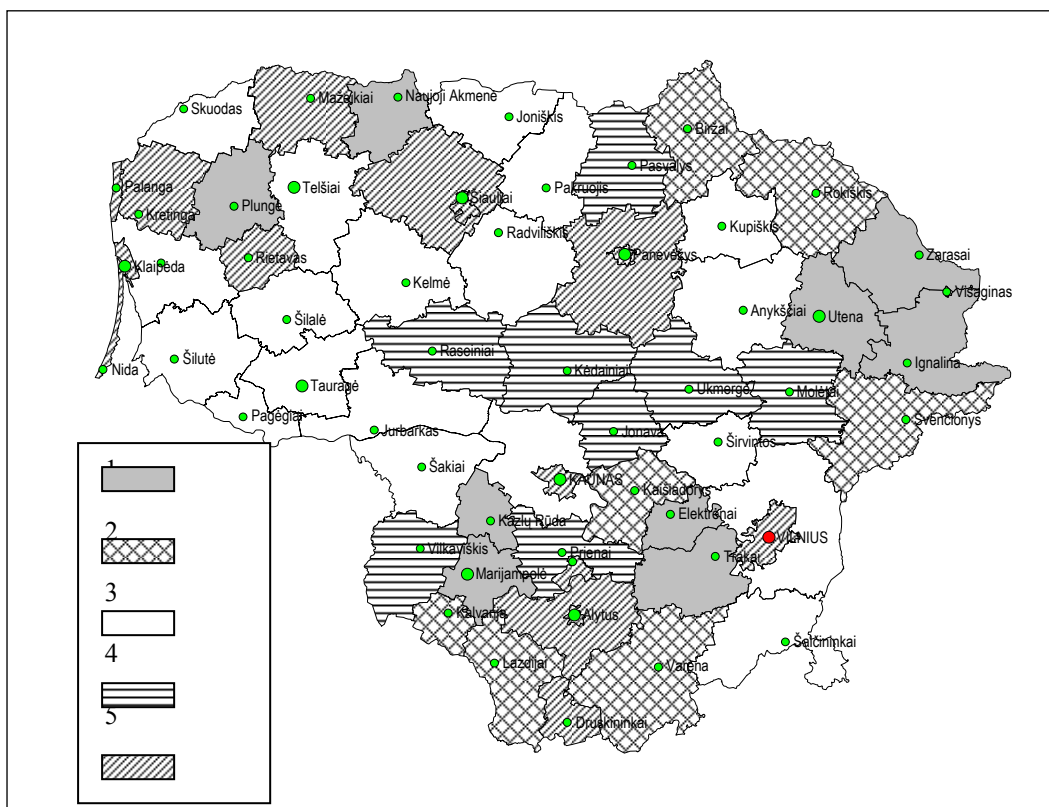 Skuodas
Mažeikiai
Naujoji Akmenė
Joniškis
Biržai
Pasvalys
Palanga
Telšiai
Šiauliai
Pakruojis
Rokiškis
Kretinga
Plungė
Radviliškis
Kupiškis
Klaipėda
Rietavas
Panevėžys
Zarasai
Kelmė
Visaginas
Šilalė
Anykščiai
Utena
Šilutė
Raseiniai
Nida
Kėdainiai
Ignalina
Tauragė
Ukmergė
Molėtai
Pagėgiai
Jurbarkas
Jonava
Švenčionys
Širvintos
Šakiai
KAUNAS
Kaišiadorys
Kazlų Rūda
Elektrėnai
VILNIUS
Vilkaviškis
Prienai
Trakai
Marijampolė
Kalvarija
Alytus
Šalčininkai
Lazdijai
Varėna
Druskininkai
1
2
3
4
5